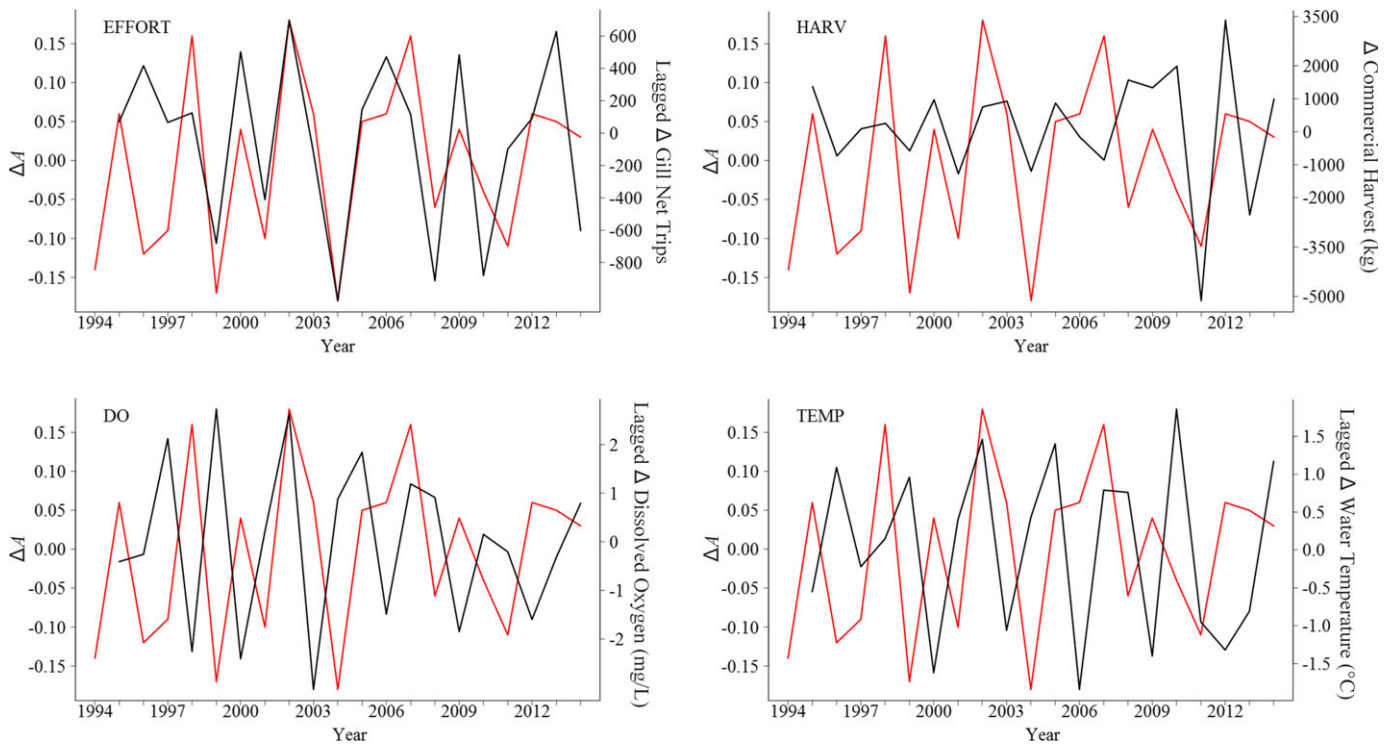 EFFORT
0.15
0.10
0.05
0.00
-0.05
-0.10
-0.15
ΔA
600
400
200
0
-200
-400
-600
-800
Lagged Δ Gill Net Trips
1994 1997 2000 2003 2006 2009 2012
Year
HARV
0.15
0.10
0.05
0.00
-0.05
-0.10
-0.15
ΔA
3500
2000
1000
0
-1000
-2000
-3500
-5000
Δ Commercial Harvest (kg)
1994 1997 2000 2003 2006 2009 2012
Year
DO
0.15
0.10
0.05
0.00
-0.05
-0.10
-0.15
ΔA
2
1
0
-1
-2
Lagged Δ Dissolved Oxygen (mg/L)
1994 1997 2000 2003 2006 2009 2012
Year
TEMP
0.15
0.10
0.05
0.00
-0.05
-0.10
-0.15
ΔA
1.5
1.0
0.5
0.0
-0.5
-1.0
-1.5
Lagged Δ Water Temperature (°C)
1994 1997 2000 2003 2006 2009 2012
Year